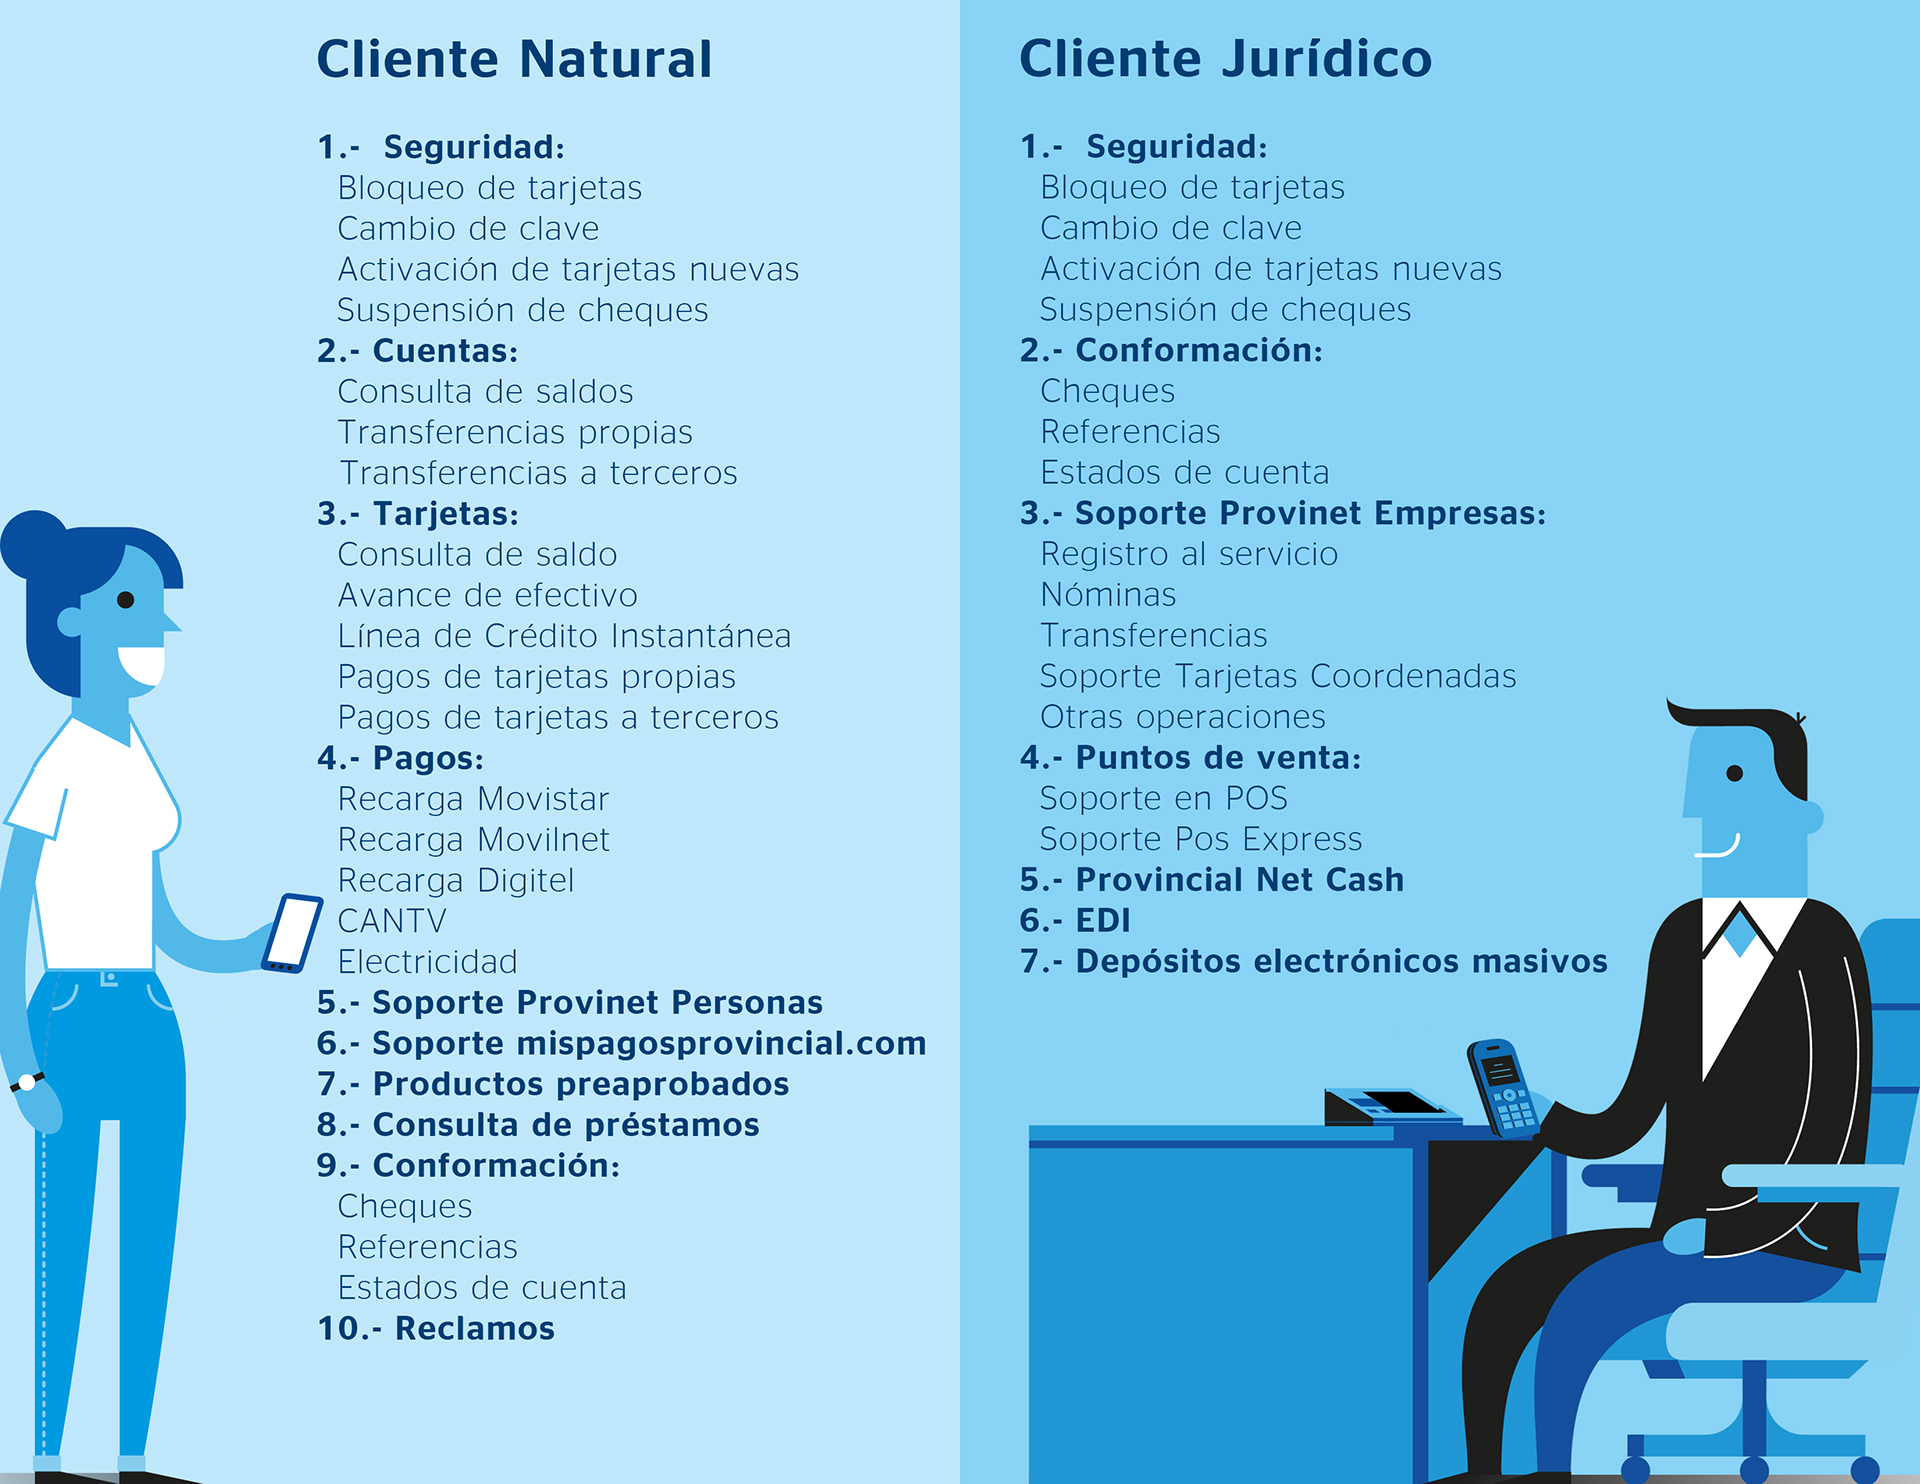 Cliente Natural
1.- Seguridad:
Bloqueo de tarjetas
Cambio de clave
Activación de tarjetas nuevas
Suspensión de cheques
2.- Cuentas:
Consulta de saldos
Transferencias propias
Transferencias a terceros
3.- Tarjetas:
Consulta de saldo
Avance de efectivo
Línea de Crédito Instantánea
Pagos de tarjetas propias
Pagos de tarjetas a terceros
4.- Pagos:
Recarga Movistar
Recarga Movilnet
Recarga Digitel
CANTV
Electricidad
5.- Soporte Provinet Personas
6.- Soporte mispagosprovincial.com
7.- Productos preaprobados
8.- Consulta de préstamos
9.- Conformación:
Cheques
Referencias
Estados de cuenta
10.- Reclamos
Cliente Jurídico
1.- Seguridad:
Bloqueo de tarjetas
Cambio de clave
Activación de tarjetas nuevas
Suspensión de cheques
2.- Conformación:
Cheques
Referencias
Estados de cuenta
3.- Soporte Provinet Empresas:
Registro al servicio
Nóminas
Transferencias
Soporte Tarjetas Coordenadas
Otras operaciones
4.- Puntos de venta:
Soporte en POS
Soporte Pos Express
5.- Provincial Net Cash
6.- EDI
7.- Depósitos electrónicos masivos